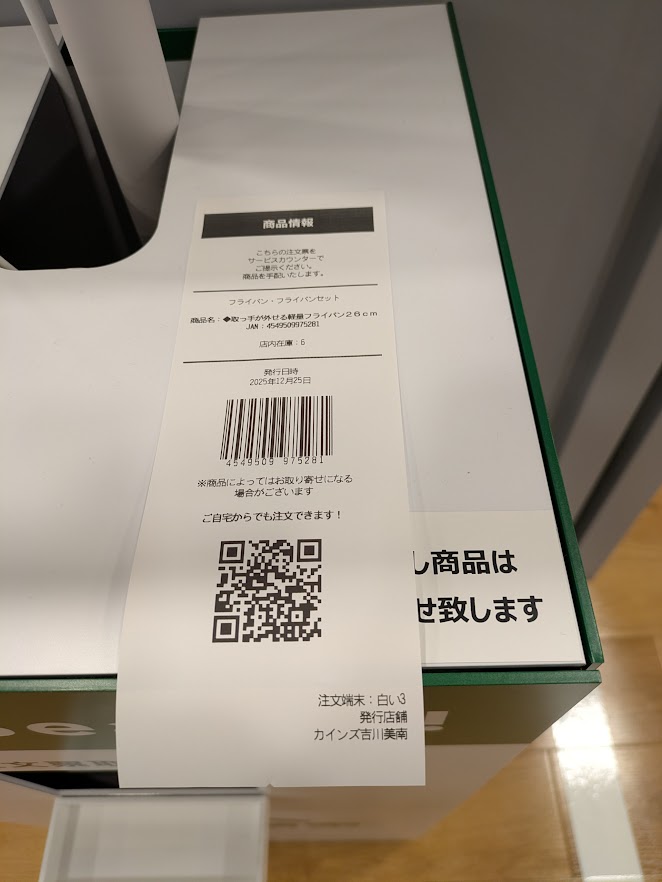 商品情報
こちらの注文票を
サービスカウンターで
ご提示ください。
商品を手配いたします。
フライパン・フライパンセット
商品名：◆取っ手が外せる軽量フライパン２６ｃｍ
JAN：4549509975281
店内在庫：6
発行日時
2025年12月25日
4549509 975281
※商品によってはお取り寄せになる
場合がございます
ご自宅からでも注文できます！
し商品は
せ致します
注文端末：白い3
発行店舗
カインズ吉川美南